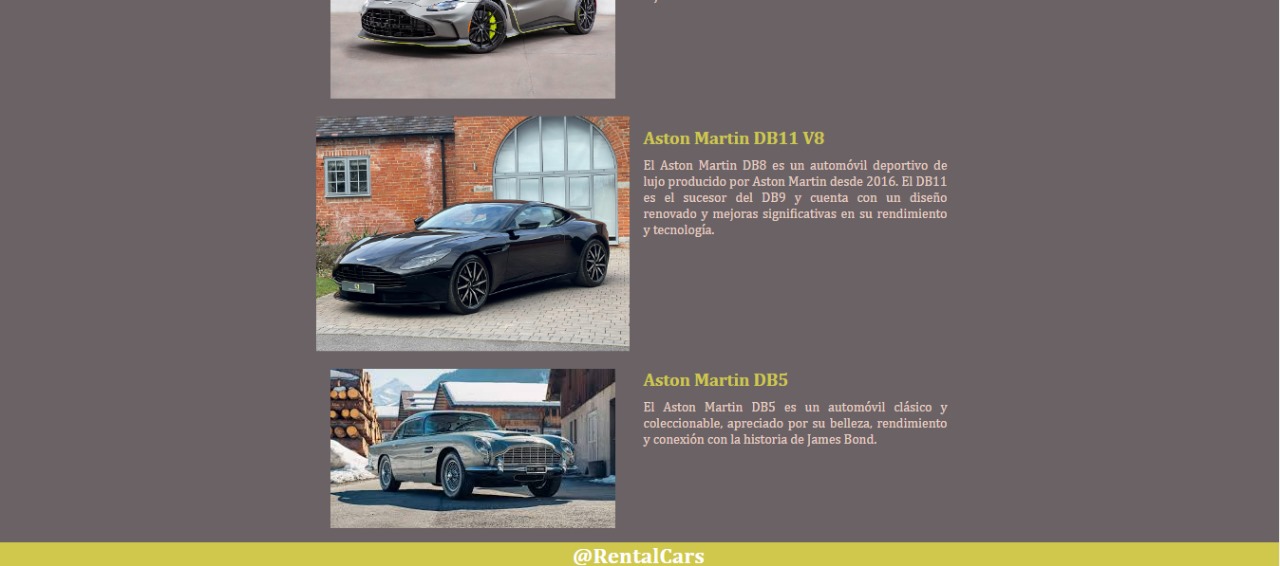 Aston Martin DB11 V8
El Aston Martin DB8 es un automóvil deportivo de
lujo producido por Aston Martin desde 2016. El DB11
es el sucesor del DB9 y cuenta con un diseño
renovado y mejoras significativas en su rendimiento
y tecnología.
Aston Martin DB5
El Aston Martin DB5 es un automóvil clásico y
coleccionable, apreciado por su belleza, rendimiento
y conexión con la historia de James Bond.
@RentalCars